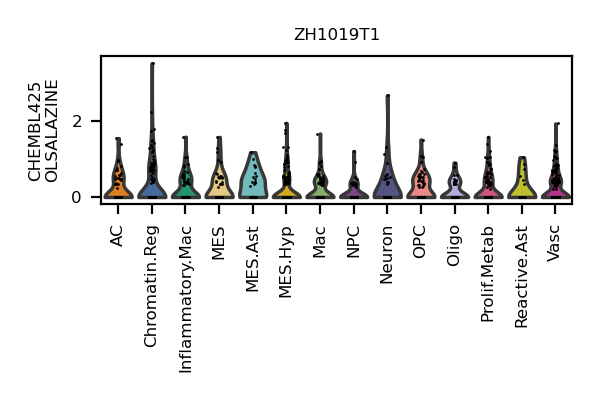 ZH1019T1
CHEMBL425
OLSALAZINE
2
0
AC
Chromatin.Reg
Inflammatory.Mac
MES
MES.Ast
MES.Hyp
Mac
NPC
Neuron
OPC
Oligo
Prolif.Metab
Reactive.Ast
Vasc